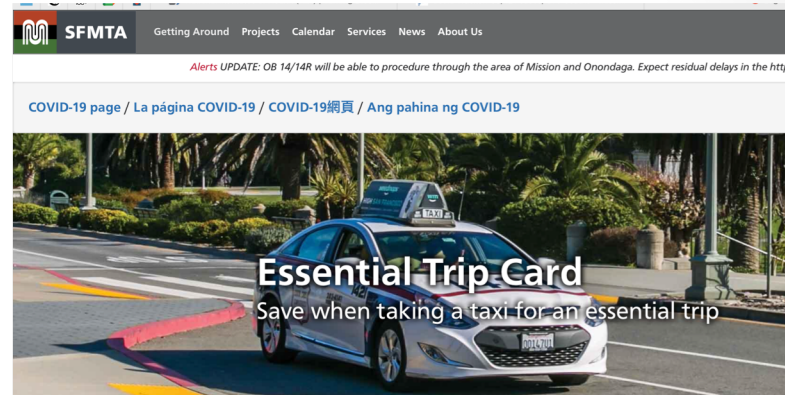 SFMTA
Getting Around Projects Calendar Services News About Us
Alerts UPDATE: OB 14/14R will be able to procedure through the area of Mission and Onondaga. Expect residual delays in the
COVID-19 page / La página COVID-19 / COVID-19網頁 / Ang pahina ng COVID-19
TAXI
Essential Trip Card
Save when taking a taxi for an essential trip